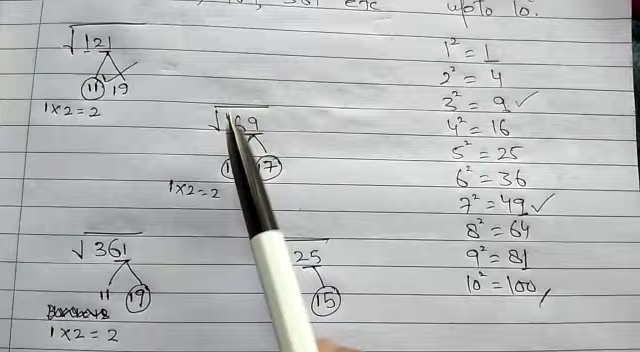 upto 10.
√121
11 19
1×2=2
69
17
1×2=2
√361
11 19
1×2=2
25
15
1² = 1
2² = 4
3² = 9 ✓
4² = 16
5² = 25
6² = 36
7² = 49 ✓
8² = 64
9² = 81
10² = 100